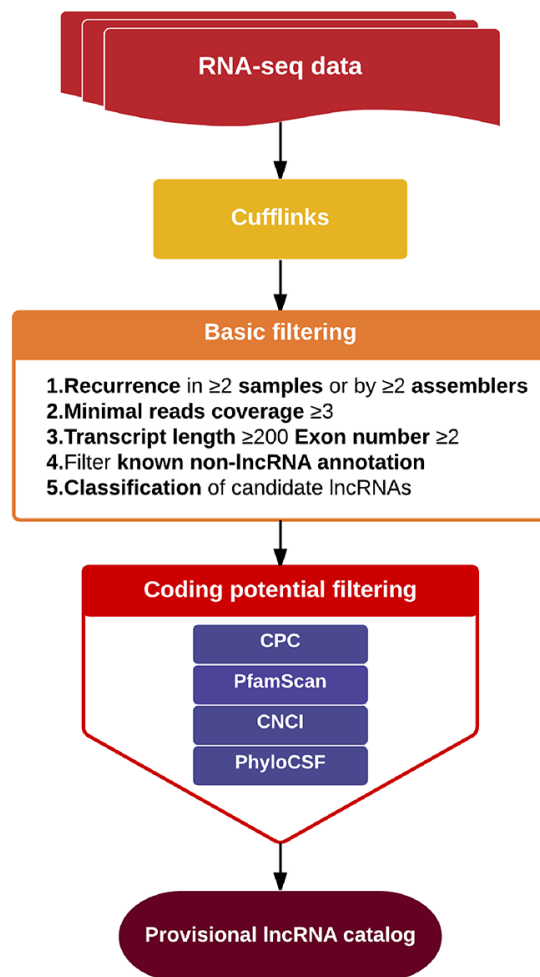 RNA-seq data
Cufflinks
Basic filtering
1.Recurrence in ≥2 samples or by ≥2 assemblers
2.Minimal reads coverage ≥3
3.Transcript length ≥200 Exon number ≥2
4.Filter known non-lncRNA annotation
5.Classification of candidate lncRNAs
Coding potential filtering
CPC
PfamScan
CNCI
PhyloCSF
Provisional lncRNA catalog